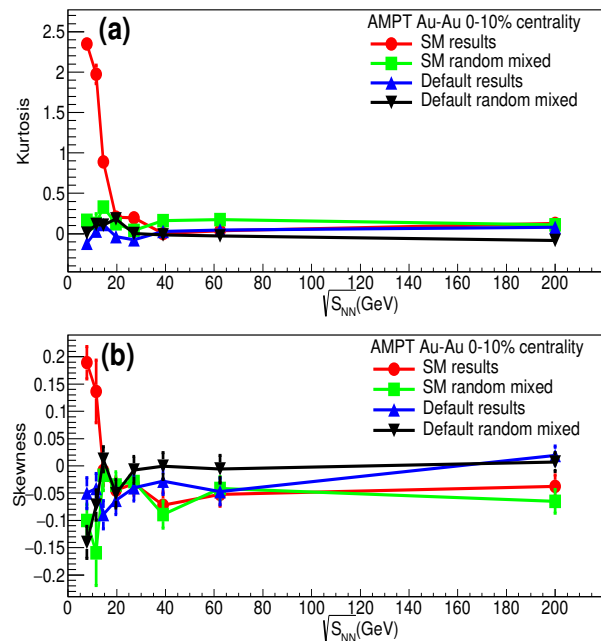 (a)
AMPT Au-Au 0-10% centrality
SM results
SM random mixed
Default results
Default random mixed
Kurtosis
2.5
2
1.5
1
0.5
0
0 20 40 60 80 100 120 140 160 180 200
√S_NN(GeV)
(b)
AMPT Au-Au 0-10% centrality
SM results
SM random mixed
Default results
Default random mixed
Skewness
0.2
0.15
0.1
0.05
0
−0.05
−0.1
−0.15
−0.2
0 20 40 60 80 100 120 140 160 180 200
√S_NN(GeV)